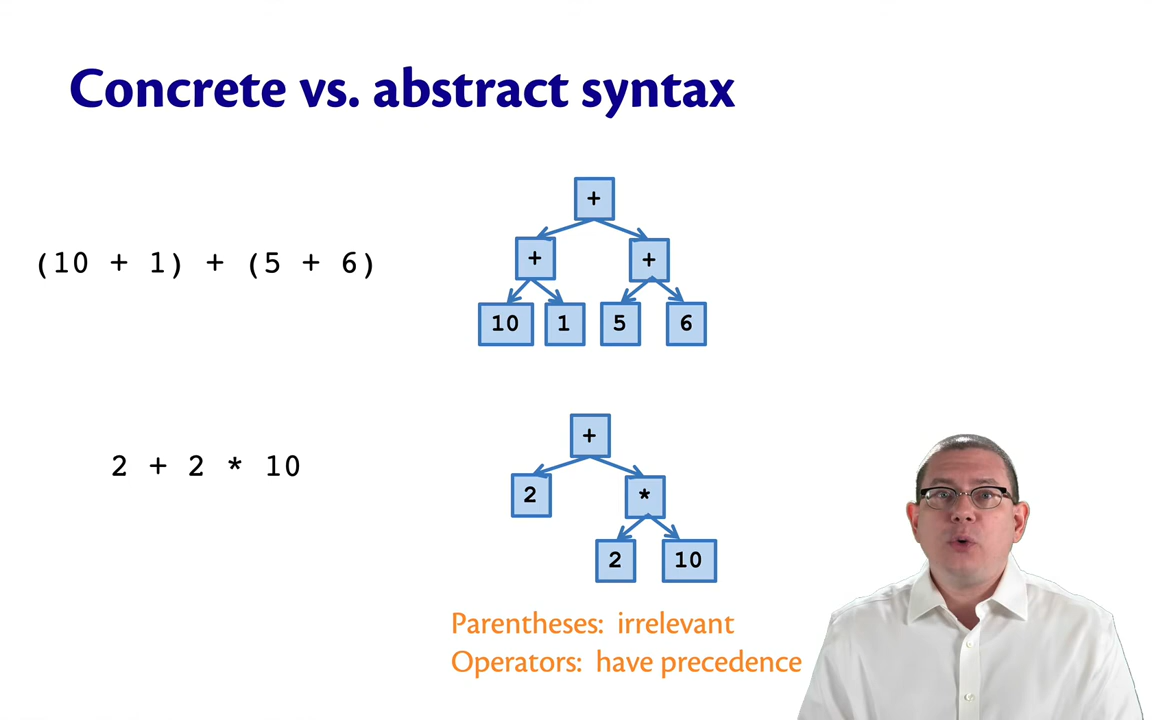 Concrete vs. abstract syntax
(10 + 1) + (5 + 6)
+
+ +
10 1 5 6
2 + 2 * 10
+
2 *
2 10
Parentheses: irrelevant
Operators: have precedence